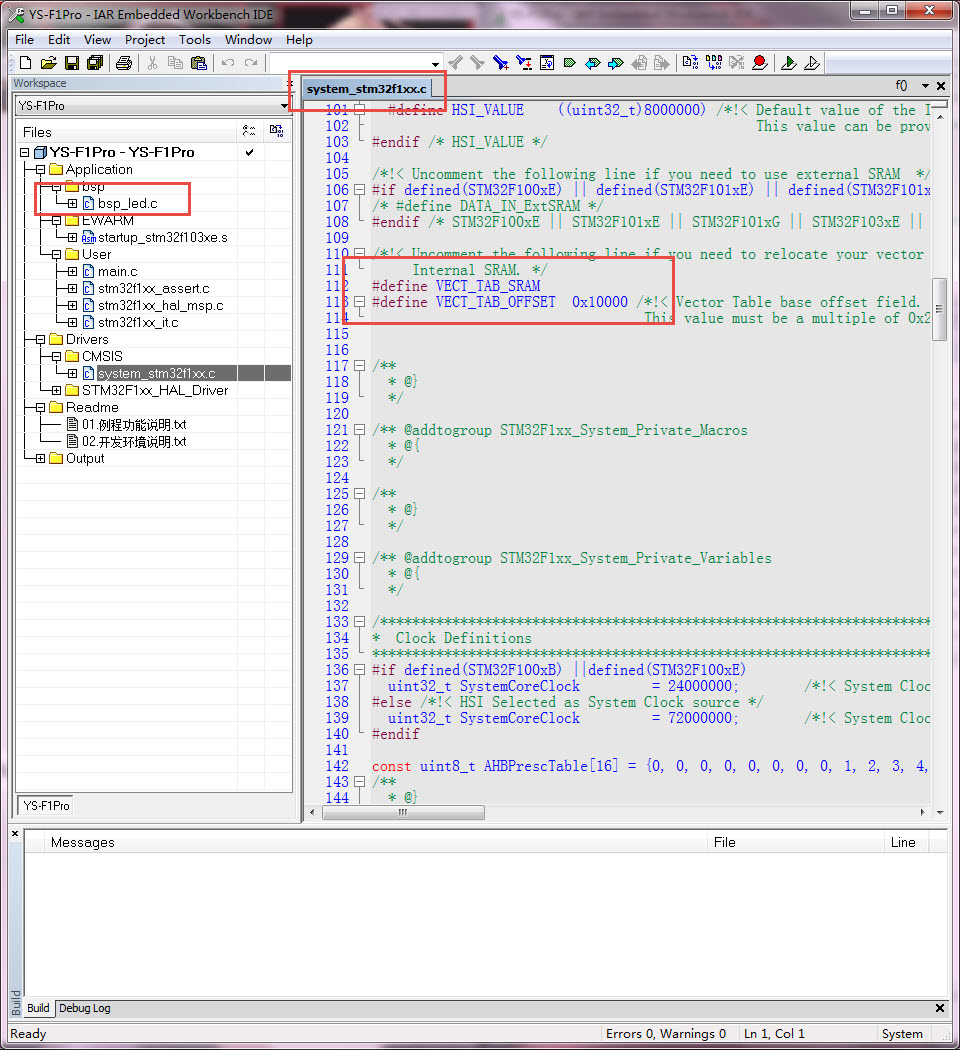 YS-F1Pro - IAR Embedded Workbench IDE
File Edit View Project Tools Window Help
Workspace
YS-F1Pro
Files
YS-F1Pro - YS-F1Pro
Application
bsp
bsp_led.c
EWARM
startup_stm32f103xe.s
User
main.c
stm32f1xx_assert.c
stm32f1xx_hal_msp.c
stm32f1xx_it.c
Drivers
CMSIS
system_stm32f1xx.c
STM32F1xx_HAL_Driver
Readme
01.例程功能说明.txt
02.开发环境说明.txt
Output
YS-F1Pro
system_stm32f1xx.c
f0
101 #define HSI_VALUE ((uint32_t)8000000) /*!< Default value of the I
102 This value can be prov
103 #endif /* HSI_VALUE */
104
105 /*!< Uncomment the following line if you need to use external SRAM */
106 #if defined(STM32F100xE) || defined(STM32F101xE) || defined(STM32F101x
107 /* #define DATA_IN_ExtSRAM */
108 #endif /* STM32F100xE || STM32F101xE || STM32F101xG || STM32F103xE ||
109
110 /*!< Uncomment the following line if you need to relocate your vector
111 Internal SRAM. */
112 #define VECT_TAB_SRAM
113 #define VECT_TAB_OFFSET 0x10000 /*!< Vector Table base offset field.
114 This value must be a multiple of 0x2
115
116
117 /**
118 * @}
119 */
120
121 /** @addtogroup STM32F1xx_System_Private_Macros
122 * @{
123 */
124
125 /**
126 * @}
127 */
128
129 /** @addtogroup STM32F1xx_System_Private_Variables
130 * @{
131 */
132
133 /**********************************************************************
134 * Clock Definitions
135 **********************************************************************
136 #if defined(STM32F100xB) ||defined(STM32F100xE)
137 uint32_t SystemCoreClock = 24000000; /*!< System Cloc
138 #else /*!< HSI Selected as System Clock source */
139 uint32_t SystemCoreClock = 72000000; /*!< System Cloc
140 #endif
141
142 const uint8_t AHBPrescTable[16] = {0, 0, 0, 0, 0, 0, 0, 0, 1, 2, 3, 4,
143 /**
144 * @}
Messages File Line
Build
Build Debug Log
Ready Errors 0, Warnings 0 Ln 1, Col 1 System